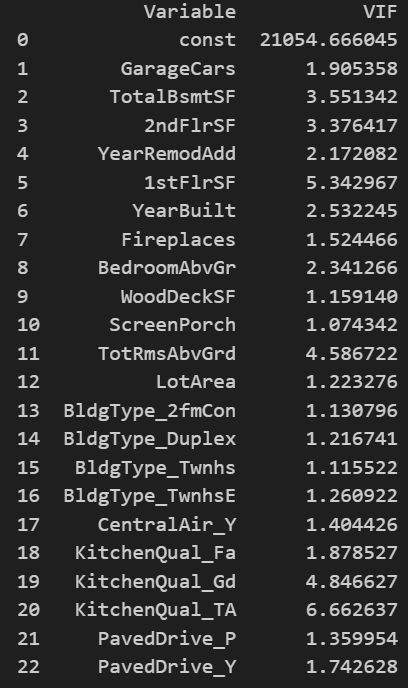 Variable VIF
0 const 21054.666045
1 GarageCars 1.905358
2 TotalBsmtSF 3.551342
3 2ndFlrSF 3.376417
4 YearRemodAdd 2.172082
5 1stFlrSF 5.342967
6 YearBuilt 2.532245
7 Fireplaces 1.524466
8 BedroomAbvGr 2.341266
9 WoodDeckSF 1.159140
10 ScreenPorch 1.074342
11 TotRmsAbvGrd 4.586722
12 LotArea 1.223276
13 BldgType_2fmCon 1.130796
14 BldgType_Duplex 1.216741
15 BldgType_Twnhs 1.115522
16 BldgType_TwnhsE 1.260922
17 CentralAir_Y 1.404426
18 KitchenQual_Fa 1.878527
19 KitchenQual_Gd 4.846627
20 KitchenQual_TA 6.662637
21 PavedDrive_P 1.359954
22 PavedDrive_Y 1.742628